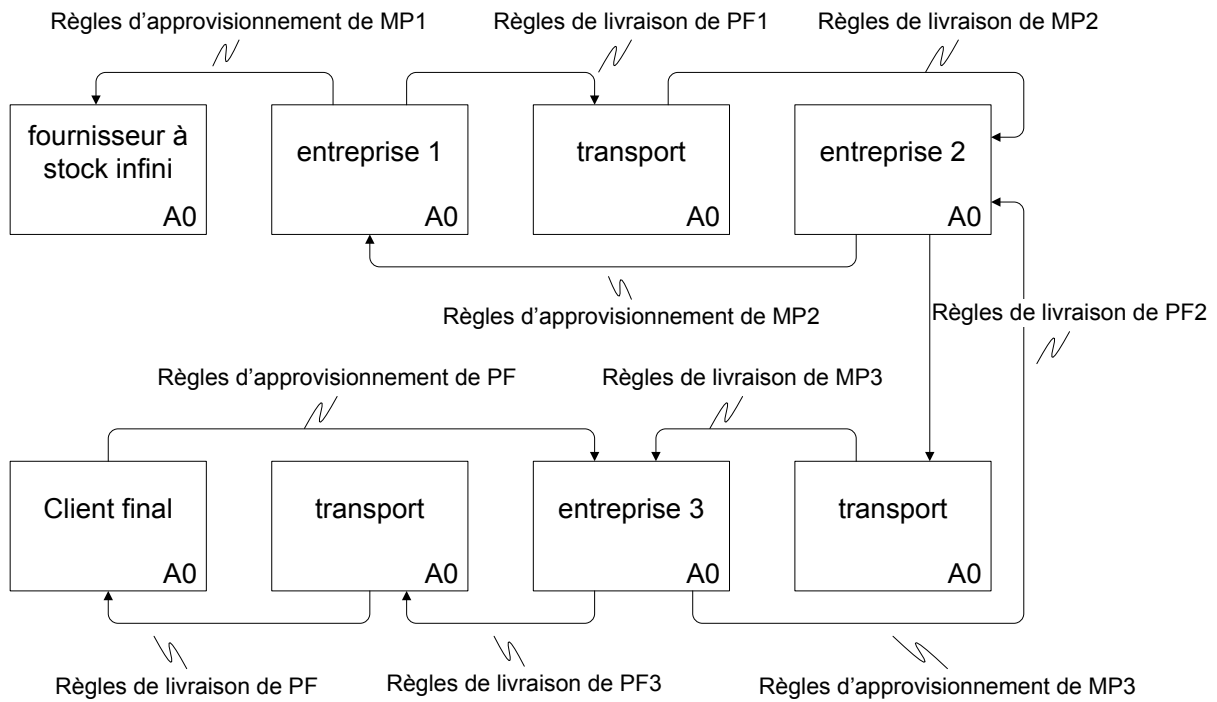 Règles d’approvisionnement de MP1
Règles de livraison de PF1
Règles de livraison de MP2
fournisseur à
stock infini
A0
entreprise 1
A0
transport
A0
entreprise 2
A0
Règles d’approvisionnement de MP2
Règles de livraison de PF2
Règles d’approvisionnement de PF
Règles de livraison de MP3
Client final
A0
transport
A0
entreprise 3
A0
transport
A0
Règles de livraison de PF
Règles de livraison de PF3
Règles d’approvisionnement de MP3